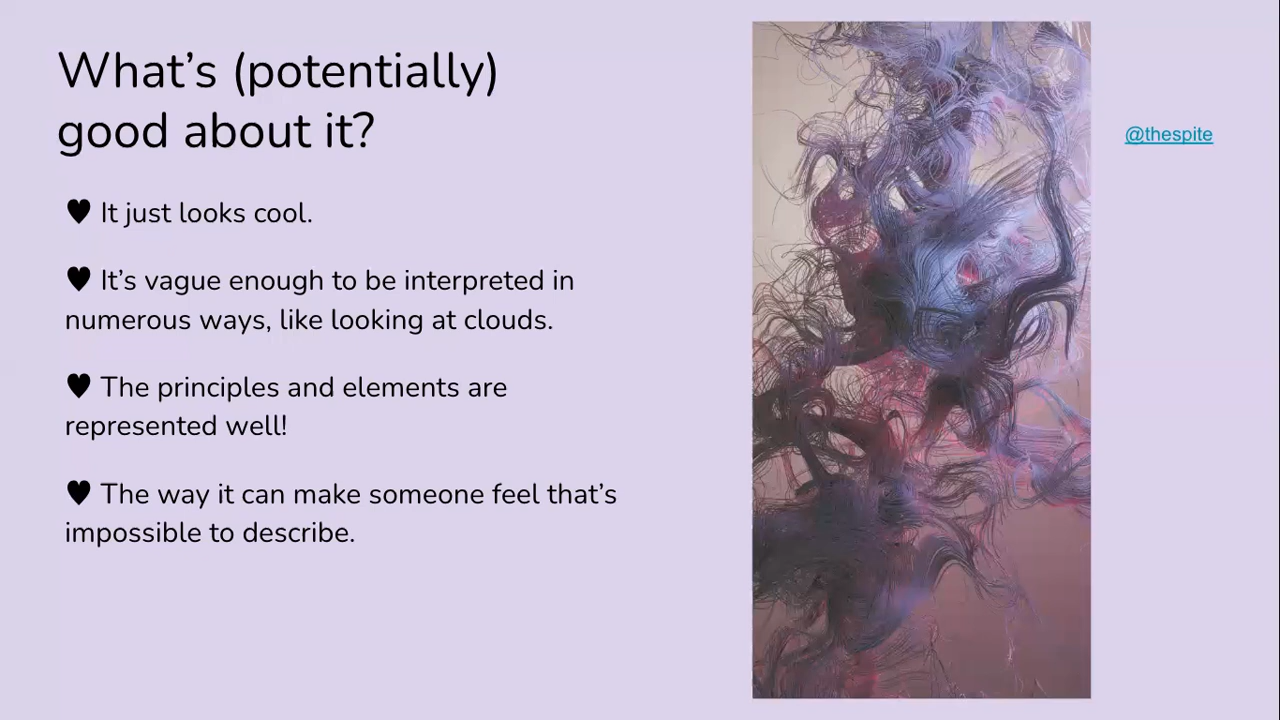 What’s (potentially)
good about it?
♥ It just looks cool.
♥ It’s vague enough to be interpreted in
numerous ways, like looking at clouds.
♥ The principles and elements are
represented well!
♥ The way it can make someone feel that’s
impossible to describe.
@thespite